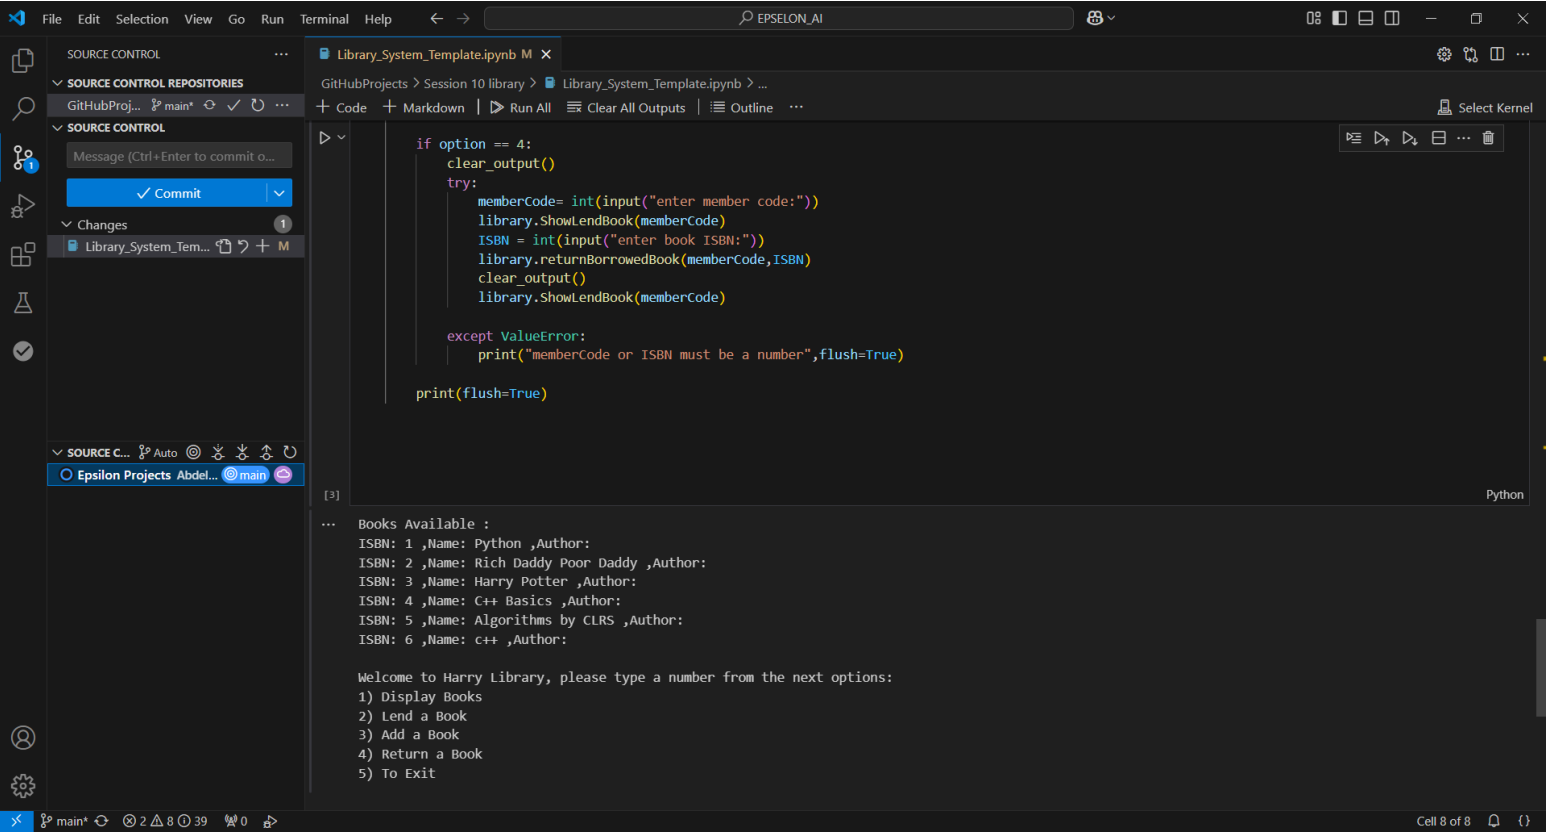 File Edit Selection View Go Run Terminal Help EPSELON_AI
SOURCE CONTROL
SOURCE CONTROL REPOSITORIES
GitHubProj... main*
SOURCE CONTROL
Message (Ctrl+Enter to commit o...
Commit
Changes 1
Library_System_Tem... M
SOURCE C... Auto
Epsilon Projects Abdel... main
1
Library_System_Template.ipynb M
GitHubProjects > Session 10 library > Library_System_Template.ipynb > ...
+ Code + Markdown | Run All Clear All Outputs | Outline ... Select Kernel
if option == 4:
clear_output()
try:
memberCode= int(input("enter member code:"))
library.ShowLendBook(memberCode)
ISBN = int(input("enter book ISBN:"))
library.returnBorrowedBook(memberCode,ISBN)
clear_output()
library.ShowLendBook(memberCode)
except ValueError:
print("memberCode or ISBN must be a number",flush=True)
print(flush=True)
[3] Python
... Books Available :
ISBN: 1 ,Name: Python ,Author:
ISBN: 2 ,Name: Rich Daddy Poor Daddy ,Author:
ISBN: 3 ,Name: Harry Potter ,Author:
ISBN: 4 ,Name: C++ Basics ,Author:
ISBN: 5 ,Name: Algorithms by CLRS ,Author:
ISBN: 6 ,Name: c++ ,Author:
Welcome to Harry Library, please type a number from the next options:
1) Display Books
2) Lend a Book
3) Add a Book
4) Return a Book
5) To Exit
main* 2 8 39 0 Cell 8 of 8 {}